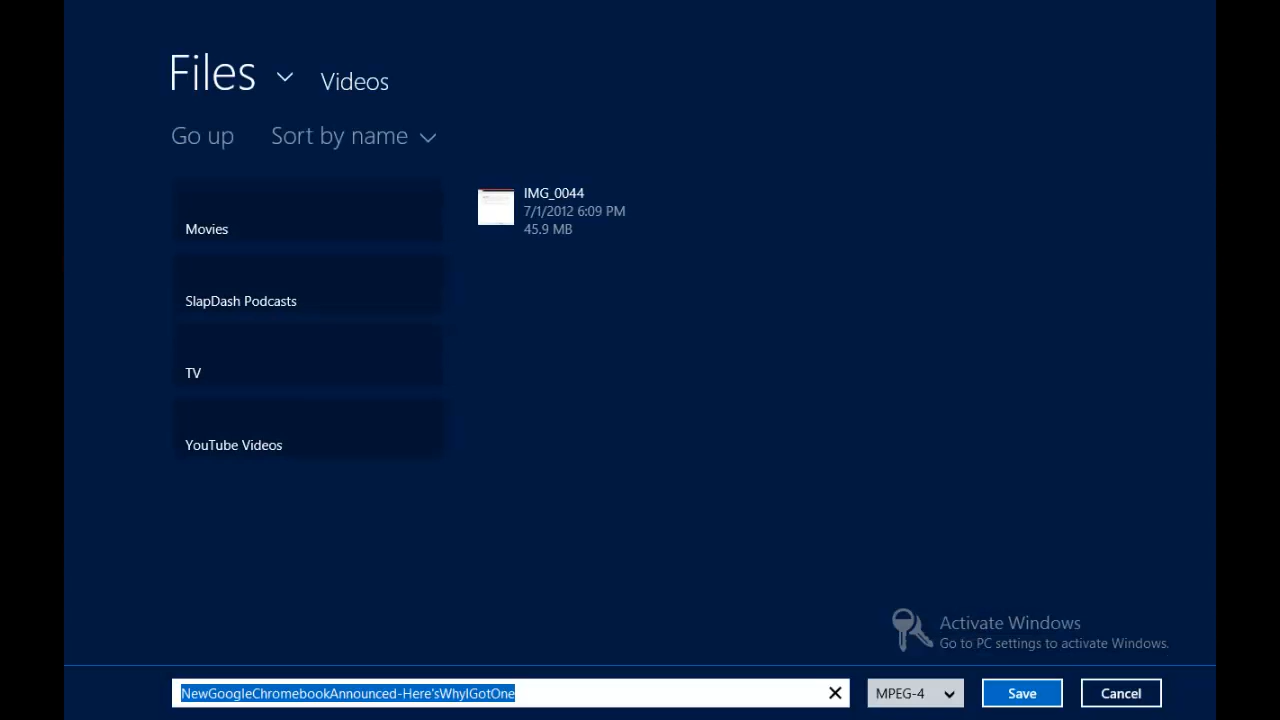 Files Videos
Go up Sort by name
Movies
SlapDash Podcasts
TV
YouTube Videos
IMG_0044
7/1/2012 6:09 PM
45.9 MB
Activate Windows
Go to PC settings to activate Windows.
NewGoogleChromebookAnnounced-Here'sWhyIGotOne
MPEG-4
Save
Cancel